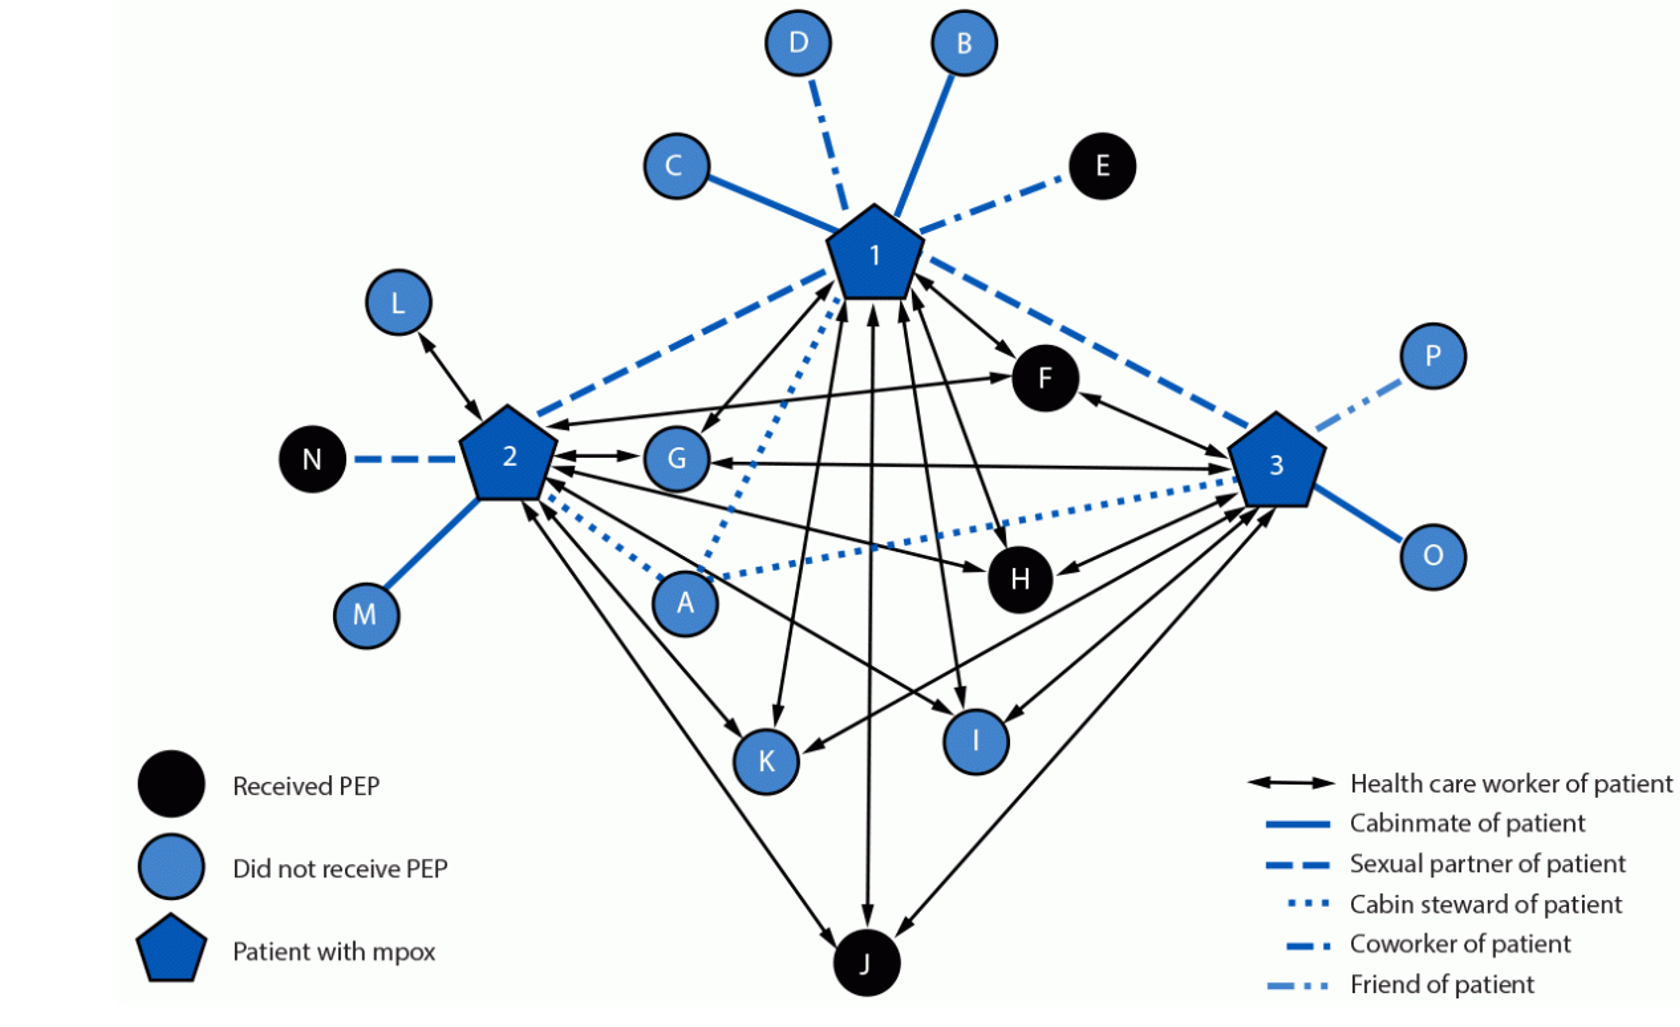 D
B
C
E
1
L
P
F
N
2
G
3
O
H
A
M
K
I
J
Received PEP
Did not receive PEP
Patient with mpox
Health care worker of patient
Cabinmate of patient
Sexual partner of patient
Cabin steward of patient
Coworker of patient
Friend of patient